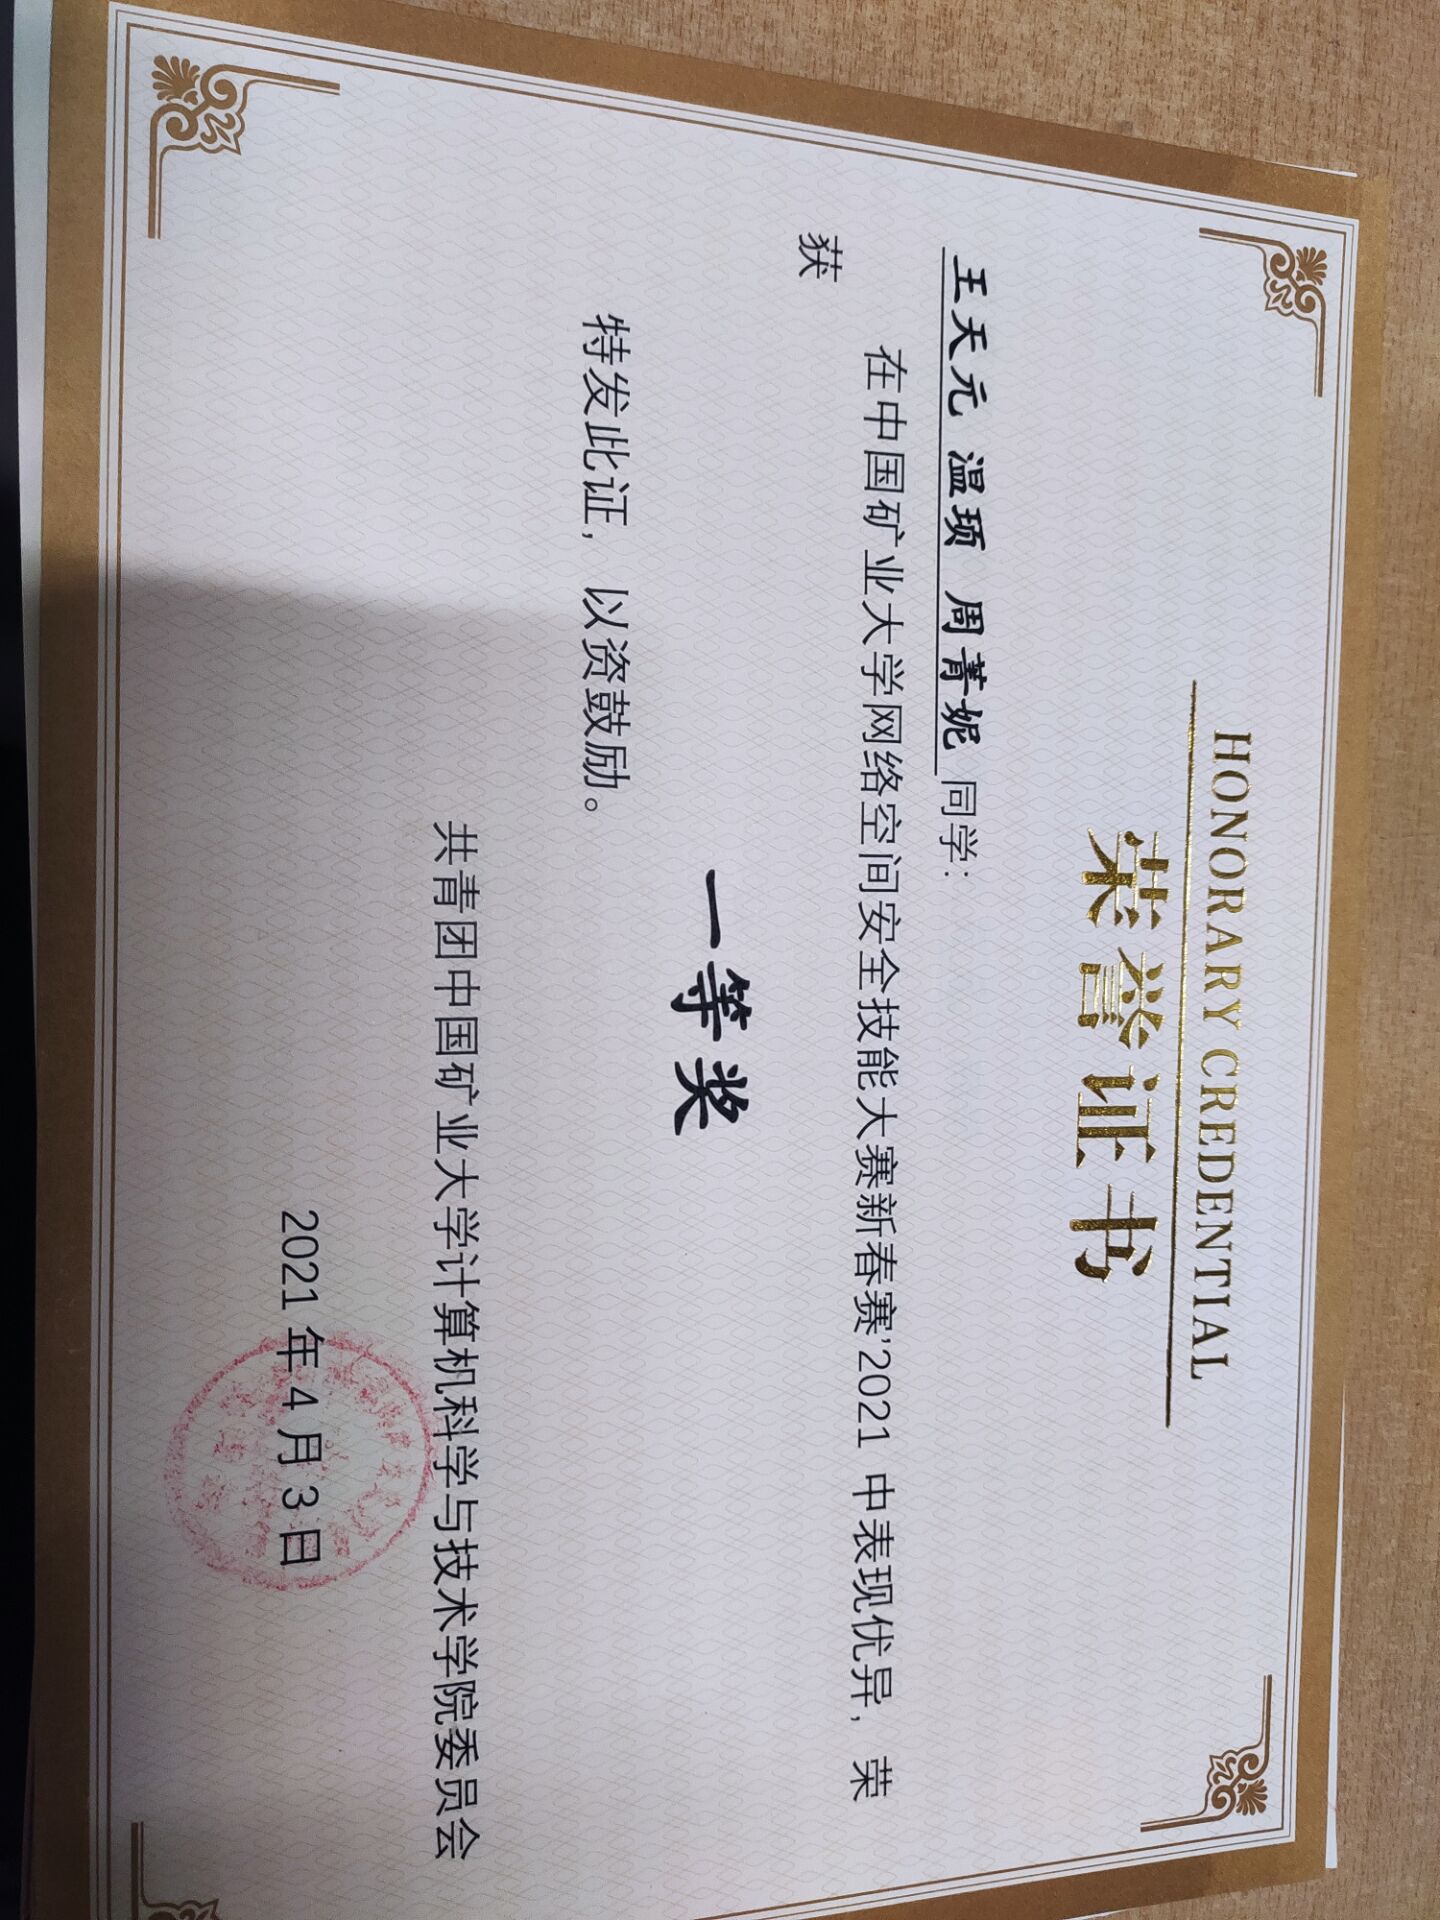 HONORARY CREDENTIAL
荣誉证书
王天元 温顼 周菁妮 同学：
在中国矿业大学网络空间安全技能大赛新春赛'2021 中表现优异，荣
获
一等奖
特发此证，以资鼓励。
共青团中国矿业大学计算机科学与技术学院委员会
2021 年 4 月 3 日